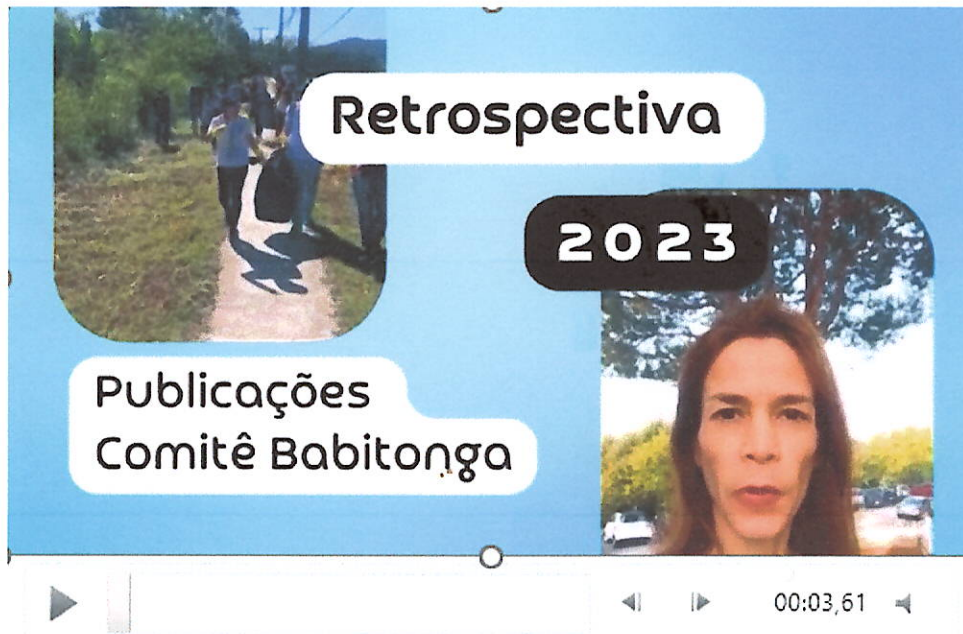 Retrospectiva
2023
Publicações
Comitê Babitonga
00:03,61